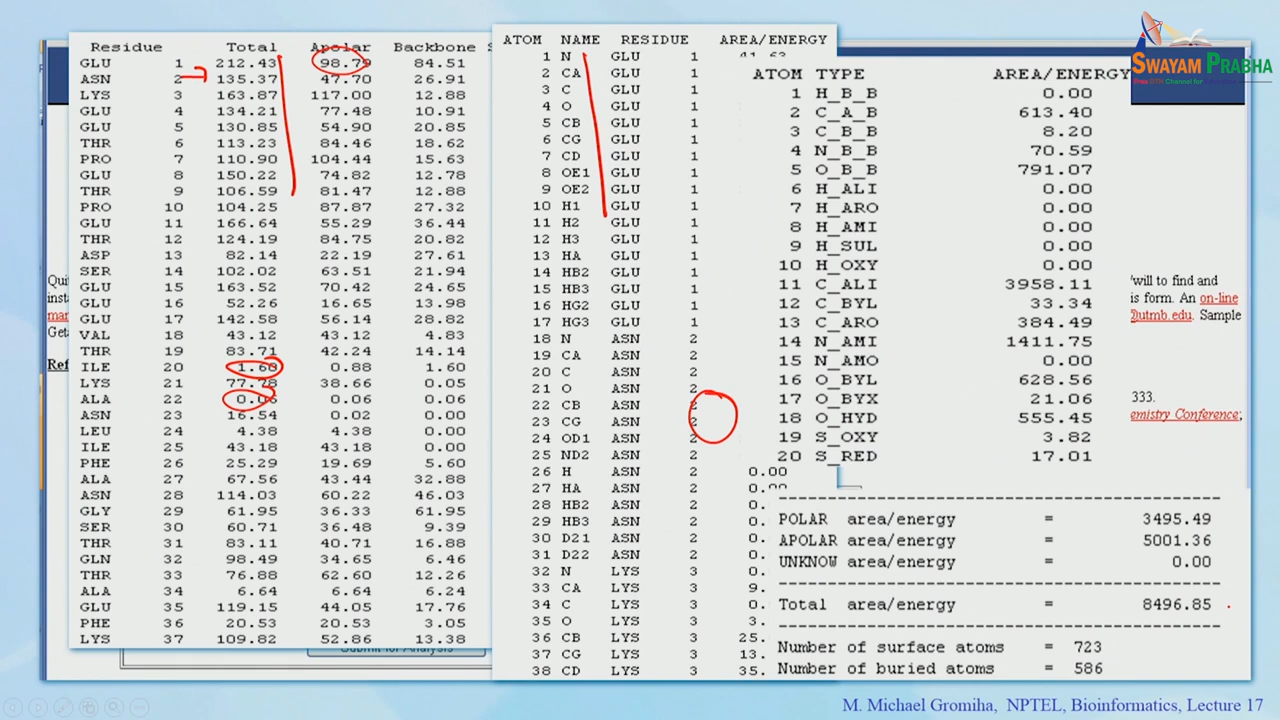 Residue Total Apolar Backbone S
GLU 1 212.43 98.79 84.51
ASN 2 135.37 47.70 26.91
LYS 3 163.87 117.00 12.88
GLU 4 134.21 77.48 10.91
GLU 5 130.85 54.90 20.85
THR 6 113.23 84.46 18.62
PRO 7 110.90 104.44 15.63
GLU 8 150.22 74.82 12.78
THR 9 106.59 81.47 12.88
PRO 10 104.25 87.87 27.32
GLU 11 166.64 55.29 36.44
THR 12 124.19 84.75 20.82
ASP 13 82.14 22.19 27.61
SER 14 102.02 63.51 21.94
GLU 15 163.52 70.42 24.65
GLU 16 52.26 16.65 13.98
GLU 17 142.58 56.14 28.82
VAL 18 43.12 43.12 4.83
THR 19 83.71 42.24 14.14
ILE 20 1.60 0.88 1.60
LYS 21 77.78 38.66 0.05
ALA 22 0.06 0.06 0.06
ASN 23 16.54 0.02 0.00
LEU 24 4.38 4.38 0.00
ILE 25 43.18 43.18 0.00
PHE 26 25.29 19.69 5.60
ALA 27 67.56 43.44 32.88
ASN 28 114.03 60.22 46.03
GLY 29 61.95 36.33 61.95
SER 30 60.71 36.48 9.39
THR 31 83.11 40.71 16.88
GLN 32 98.49 34.65 6.46
THR 33 76.88 62.60 12.26
ALA 34 6.64 6.64 6.24
GLU 35 119.15 44.05 17.76
PHE 36 20.53 20.53 3.05
LYS 37 109.82 52.86 13.38
ATOM NAME RESIDUE AREA/ENERGY
1 N GLU 1 41.63
2 CA GLU 1
3 C GLU 1
4 O GLU 1
5 CB GLU 1
6 CG GLU 1
7 CD GLU 1
8 OE1 GLU 1
9 OE2 GLU 1
10 H1 GLU 1
11 H2 GLU 1
12 H3 GLU 1
13 HA GLU 1
14 HB2 GLU 1
15 HB3 GLU 1
16 HG2 GLU 1
17 HG3 GLU 1
18 N ASN 2
19 CA ASN 2
20 C ASN 2
21 O ASN 2
22 CB ASN 2
23 CG ASN 2
24 OD1 ASN 2
25 ND2 ASN 2
26 H ASN 2 0.00
27 HA ASN 2 0.00
28 HB2 ASN 2 0.
29 HB3 ASN 2 0.
30 D21 ASN 2 0.
31 D22 ASN 2 0.
32 N LYS 3 0.
33 CA LYS 3 9.
34 C LYS 3 0.
35 O LYS 3 3.
36 CB LYS 3 25.
37 CG LYS 3 13.
38 CD LYS 3 35.
ATOM TYPE AREA/ENERGY
1 H_B_B 0.00
2 C_A_B 613.40
3 C_B_B 8.20
4 N_B_B 70.59
5 O_B_B 791.07
6 H_ALI 0.00
7 H_ARO 0.00
8 H_AMI 0.00
9 H_SUL 0.00
10 H_OXY 0.00
11 C_ALI 3958.11
12 C_BYL 33.34
13 C_ARO 384.49
14 N_AMI 1411.75
15 N_AMO 0.00
16 O_BYL 628.56
17 O_BYX 21.06
18 O_HYD 555.45
19 S_OXY 3.82
20 S_RED 17.01
POLAR area/energy = 3495.49
APOLAR area/energy = 5001.36
UNKNOW area/energy = 0.00
Total area/energy = 8496.85
Number of surface atoms = 723
Number of buried atoms = 586
Qui
inst
mar
Get
Ref
will to find and
is form. An on-line
utmb.edu. Sample
333.
emistry Conference;
Submit for Analysis
SWAYAM PRABHA
M. Michael Gromiha, NPTEL, Bioinformatics, Lecture 17